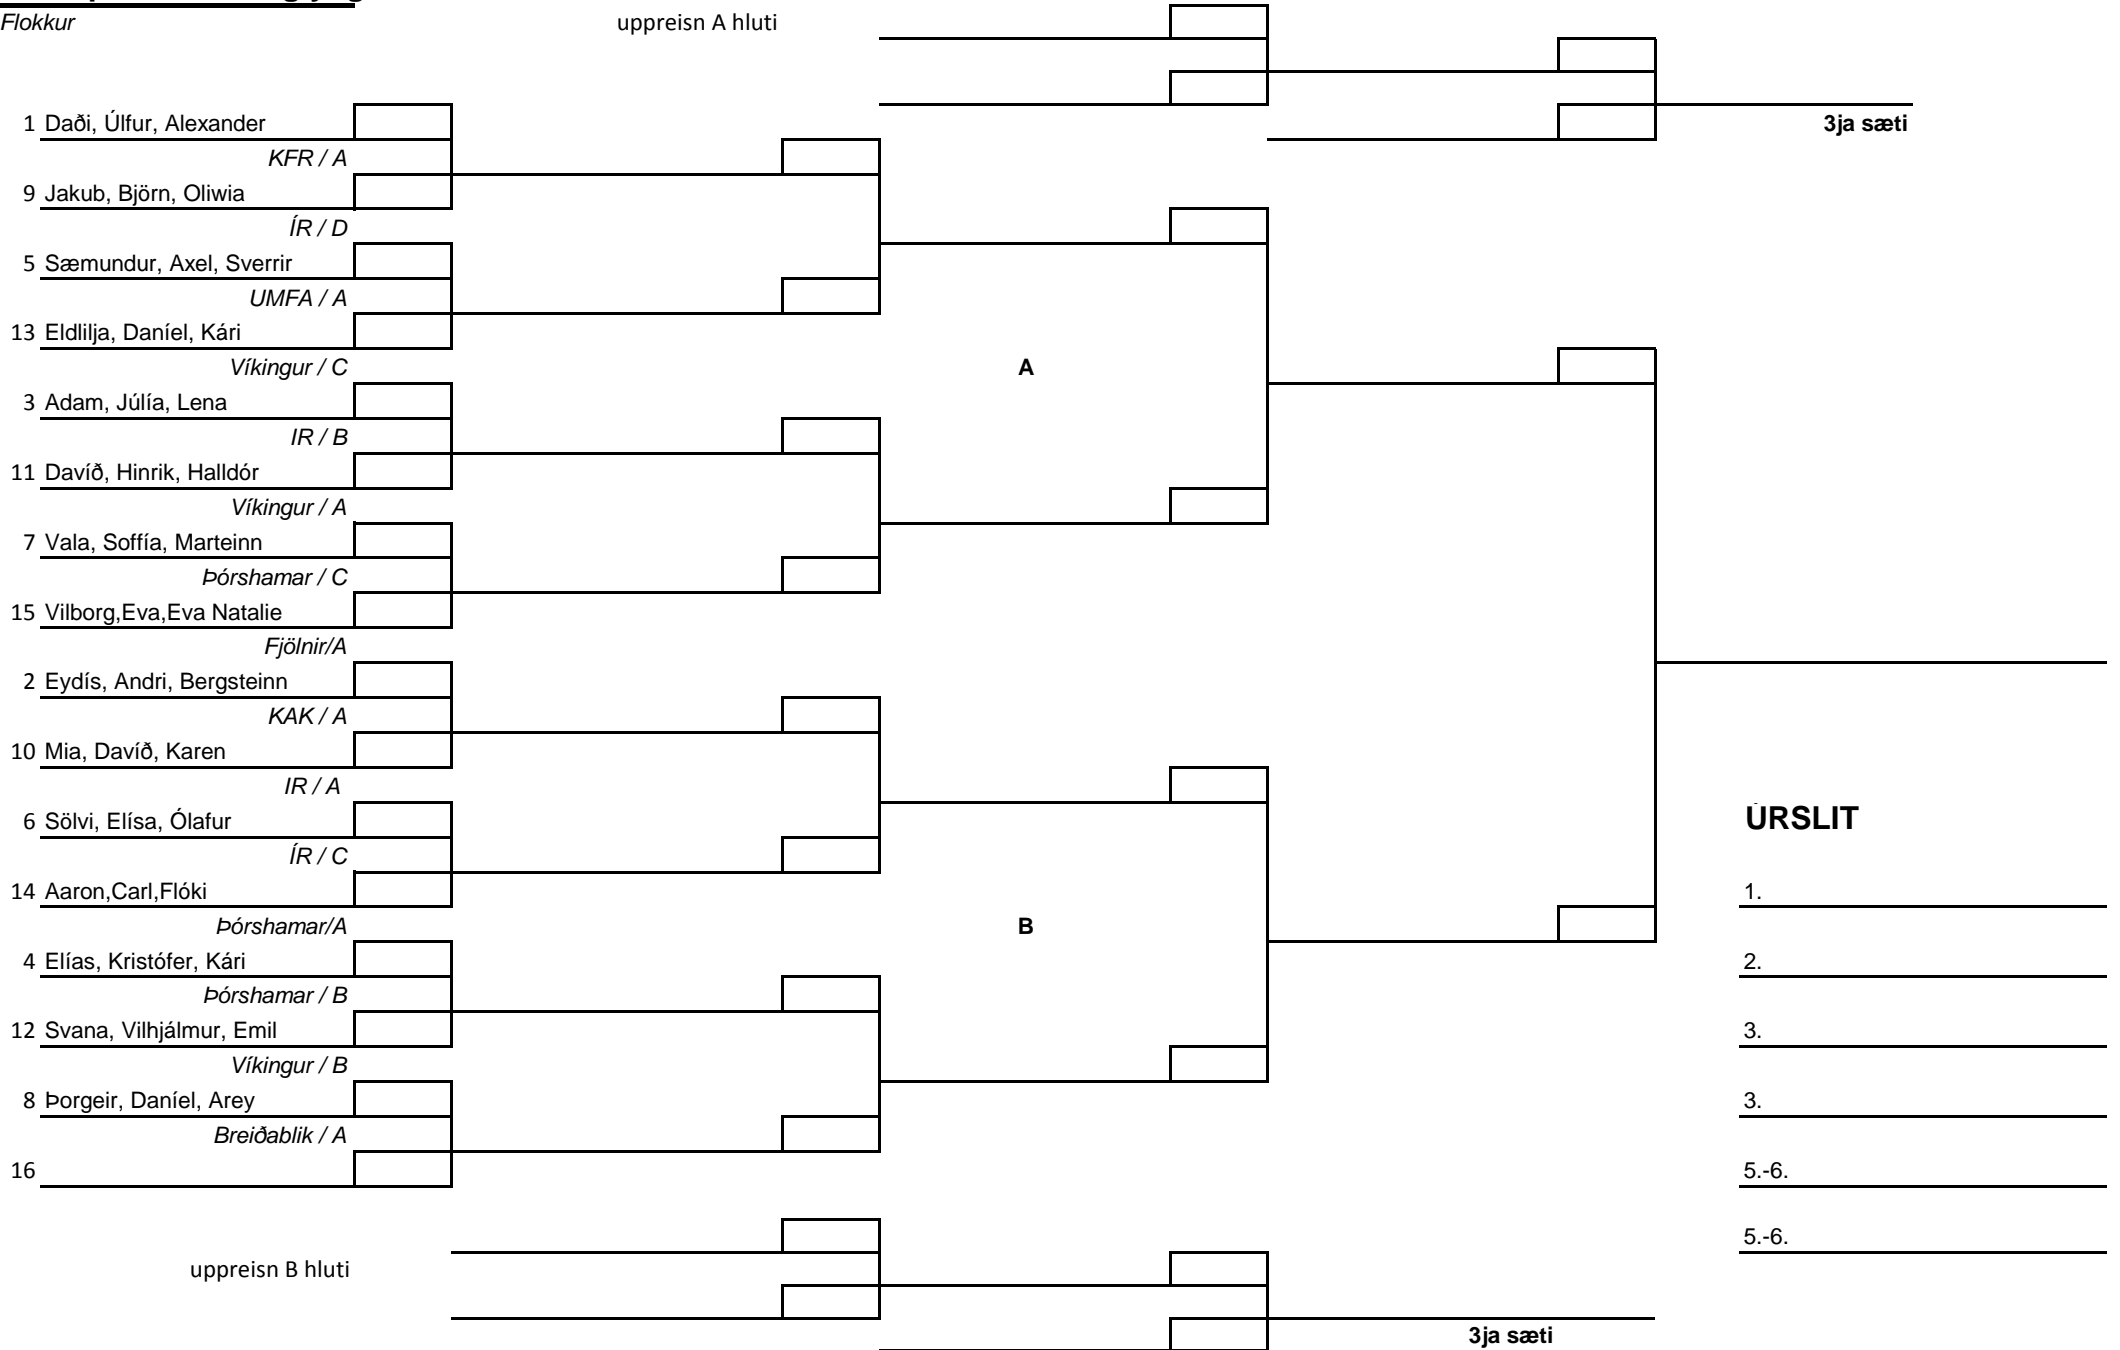 Flokkur
uppreisn A hluti
1 Daði, Úlfur, Alexander
3ja sæti
KFR / A
9 Jakub, Björn, Oliwia
ÍR / D
5 Sæmundur, Axel, Sverrir
UMFA / A
13 Eldlilja, Daníel, Kári
Víkingur / C
A
3 Adam, Júlía, Lena
IR / B
11 Davíð, Hinrik, Halldór
Víkingur / A
7 Vala, Soffía, Marteinn
Þórshamar / C
15 Vilborg,Eva,Eva Natalie
Fjölnir/A
2 Eydís, Andri, Bergsteinn
KAK / A
10 Mia, Davíð, Karen
IR / A
6 Sölvi, Elísa, Ólafur
ÚRSLIT
ÍR / C
14 Aaron,Carl,Flóki
1.
Þórshamar/A
B
4 Elías, Kristófer, Kári
2.
Þórshamar / B
12 Svana, Vilhjálmur, Emil
3.
Víkingur / B
8 Þorgeir, Daníel, Arey
3.
Breiðablik / A
16
5.-6.
5.-6.
uppreisn B hluti
3ja sæti